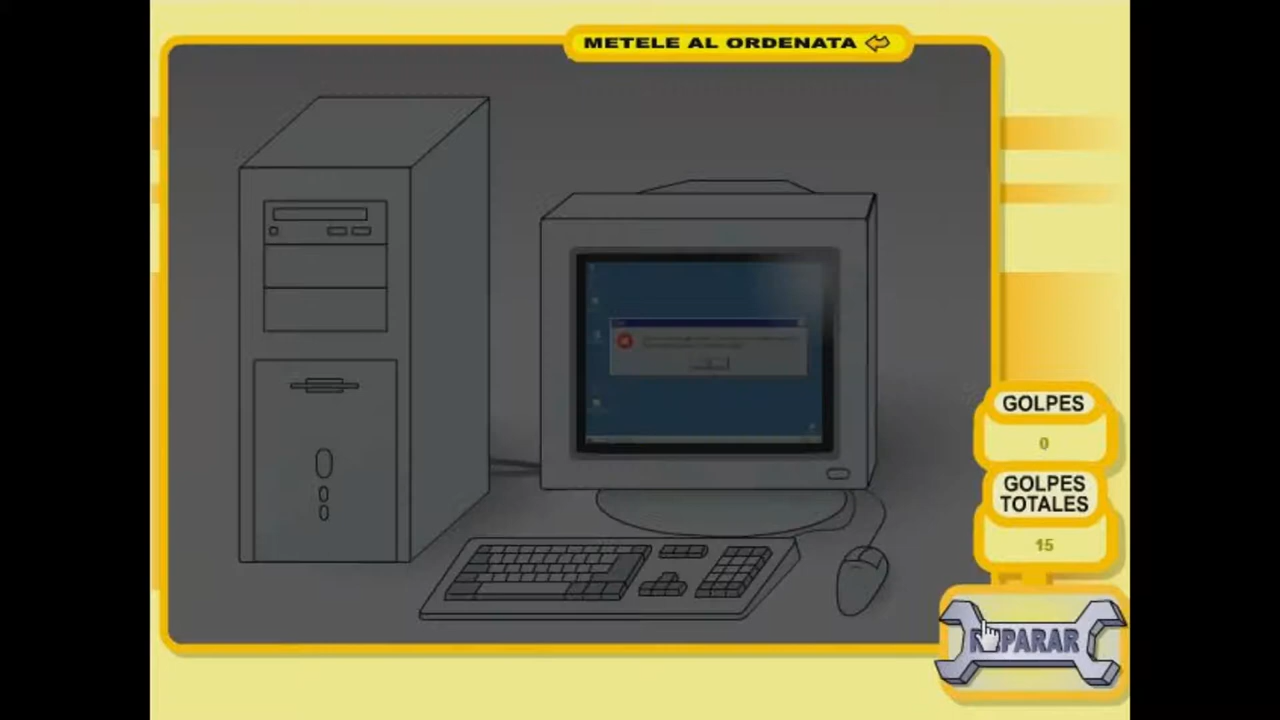 METELE AL ORDENATA
GOLPES
0
GOLPES
TOTALES
15
REPARAR